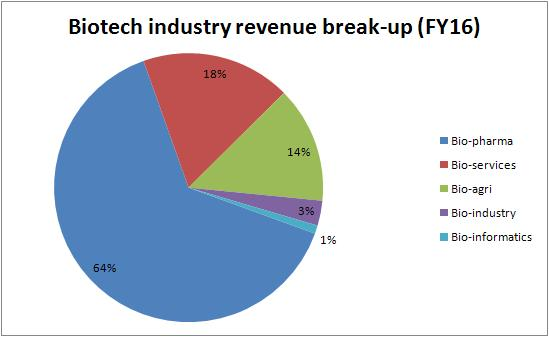 Biotech industry revenue break-up (FY16)
18%
14%
3%
1%
64%
Bio-pharma
Bio-services
Bio-agri
Bio-industry
Bio-informatics